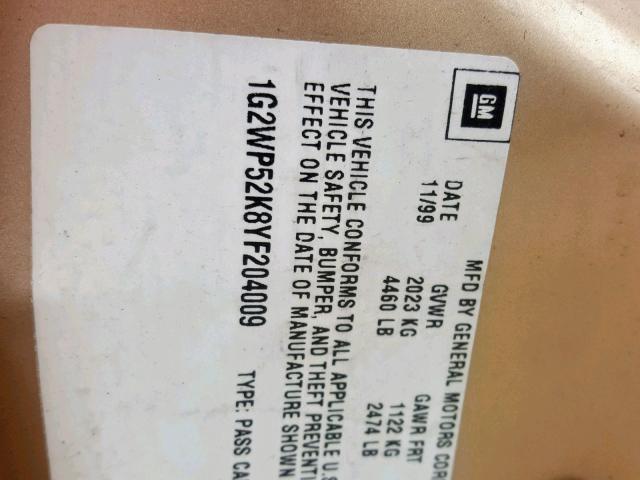 GM
MFD BY GENERAL MOTORS COR
DATE GVWR GAWR FRT
11/99 2023 KG 1122 KG
4460 LB 2474 LB
THIS VEHICLE CONFORMS TO ALL APPLICABLE U.S
VEHICLE SAFETY, BUMPER, AND THEFT PREVENTI
EFFECT ON THE DATE OF MANUFACTURE SHOWN
1G2WP52K8YF204009 TYPE: PASS CA